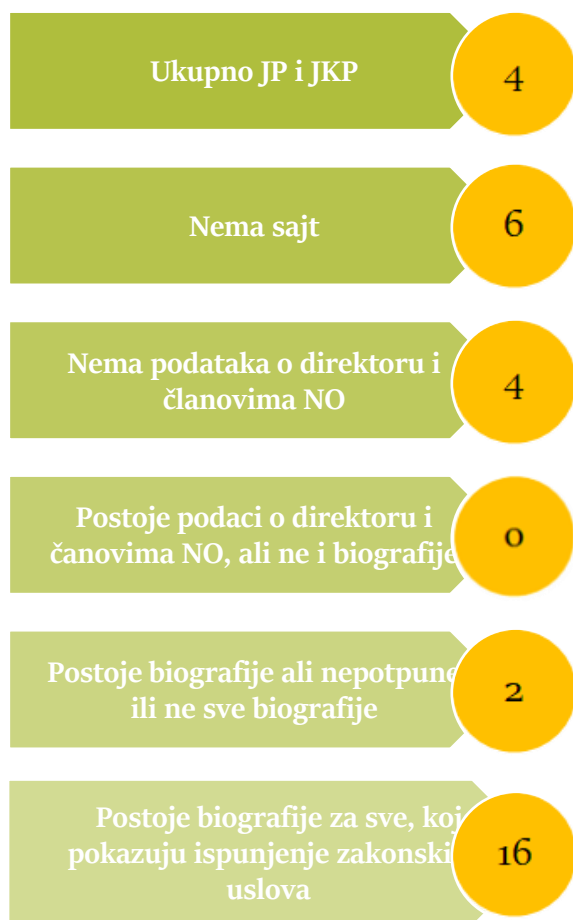 Ukupno JP i JKP
4
Nema sajt
6
Nema podataka o direktoru i
članovima NO
4
Postoje podaci o direktoru i
čanovima NO, ali ne i biografije
0
Postoje biografije ali nepotpune
ili ne sve biografije
2
Postoje biografije za sve, koj
pokazuju ispunjenje zakonski
uslova
16